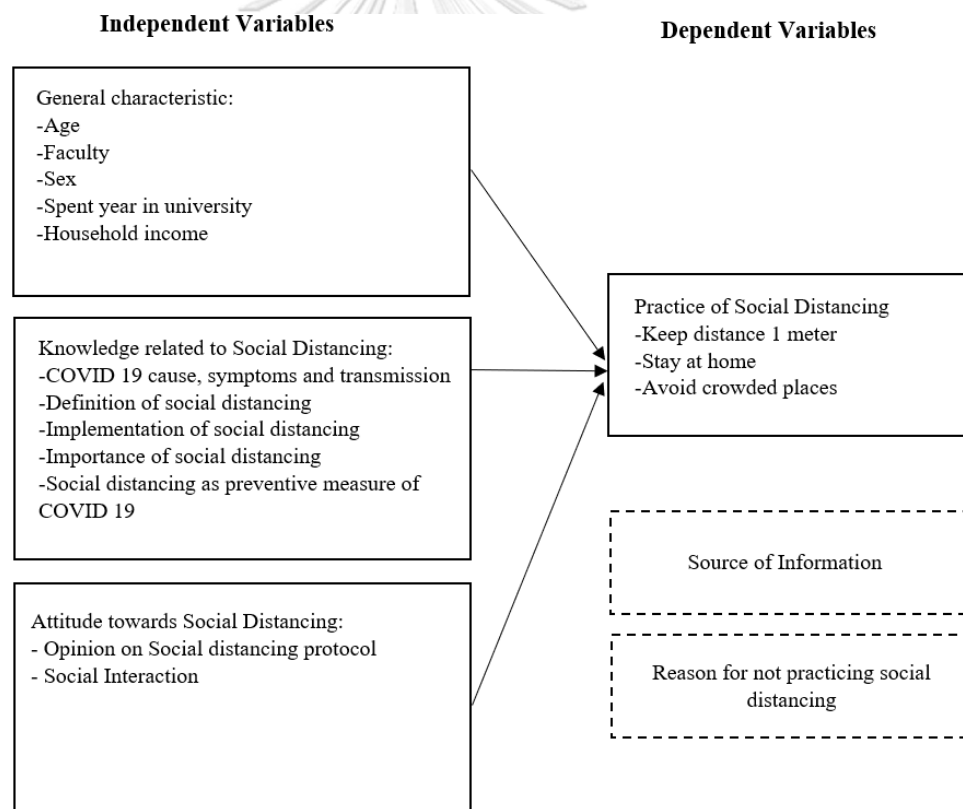 Independent Variables
Dependent Variables
General characteristic:
-Age
-Faculty
-Sex
-Spent year in university
-Household income
Knowledge related to Social Distancing:
-COVID 19 cause, symptoms and transmission
-Definition of social distancing
-Implementation of social distancing
-Importance of social distancing
-Social distancing as preventive measure of
COVID 19
Attitude towards Social Distancing:
- Opinion on Social distancing protocol
- Social Interaction
Practice of Social Distancing
-Keep distance 1 meter
-Stay at home
-Avoid crowded places
Source of Information
Reason for not practicing social
distancing